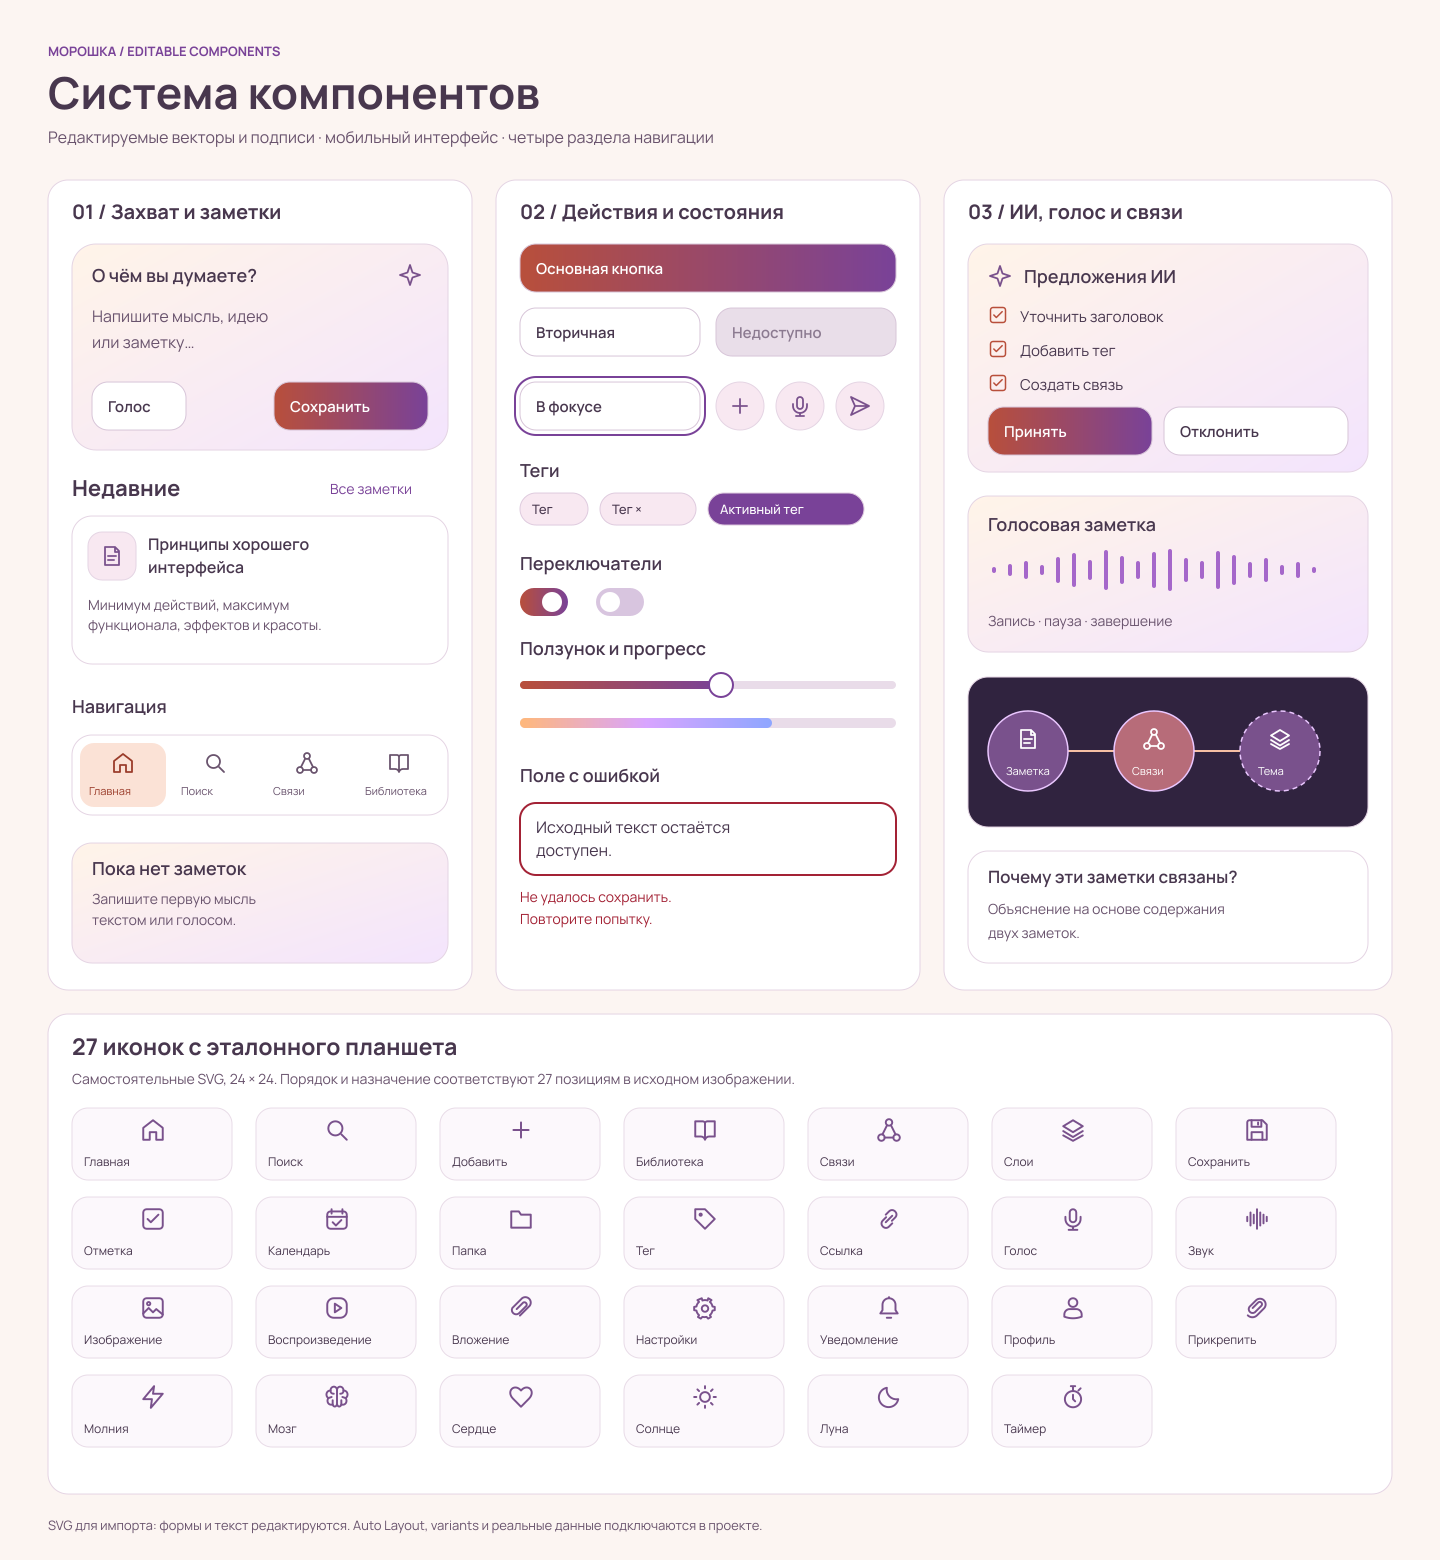 МОРОШКА / EDITABLE COMPONENTS
Система компонентов
Редактируемые векторы и подписи · мобильный интерфейс · четыре раздела навигации
01 / Захват и заметки
О чём вы думаете?
Напишите мысль, идею
или заметку…
Голос
Сохранить
Недавние
Все заметки
Принципы хорошего
интерфейса
Минимум действий, максимум
функционала, эффектов и красоты.
Навигация
Главная
Поиск
Связи
Библиотека
Пока нет заметок
Запишите первую мысль
текстом или голосом.
02 / Действия и состояния
Основная кнопка
Вторичная
Недоступно
В фокусе
Теги
Тег
Тег ×
Активный тег
Переключатели
Ползунок и прогресс
Поле с ошибкой
Исходный текст остаётся
доступен.
Не удалось сохранить.
Повторите попытку.
03 / ИИ, голос и связи
Предложения ИИ
Уточнить заголовок
Добавить тег
Создать связь
Принять
Отклонить
Голосовая заметка
Запись · пауза · завершение
Заметка
Связи
Тема
Почему эти заметки связаны?
Объяснение на основе содержания
двух заметок.
27 иконок с эталонного планшета
Самостоятельные SVG, 24 × 24. Порядок и назначение соответствуют 27 позициям в исходном изображении.
Главная
Поиск
Добавить
Библиотека
Связи
Слои
Сохранить
Отметка
Календарь
Папка
Тег
Ссылка
Голос
Звук
Изображение
Воспроизведение
Вложение
Настройки
Уведомление
Профиль
Прикрепить
Молния
Мозг
Сердце
Солнце
Луна
Таймер
SVG для импорта: формы и текст редактируются. Auto Layout, variants и реальные данные подключаются в проекте.